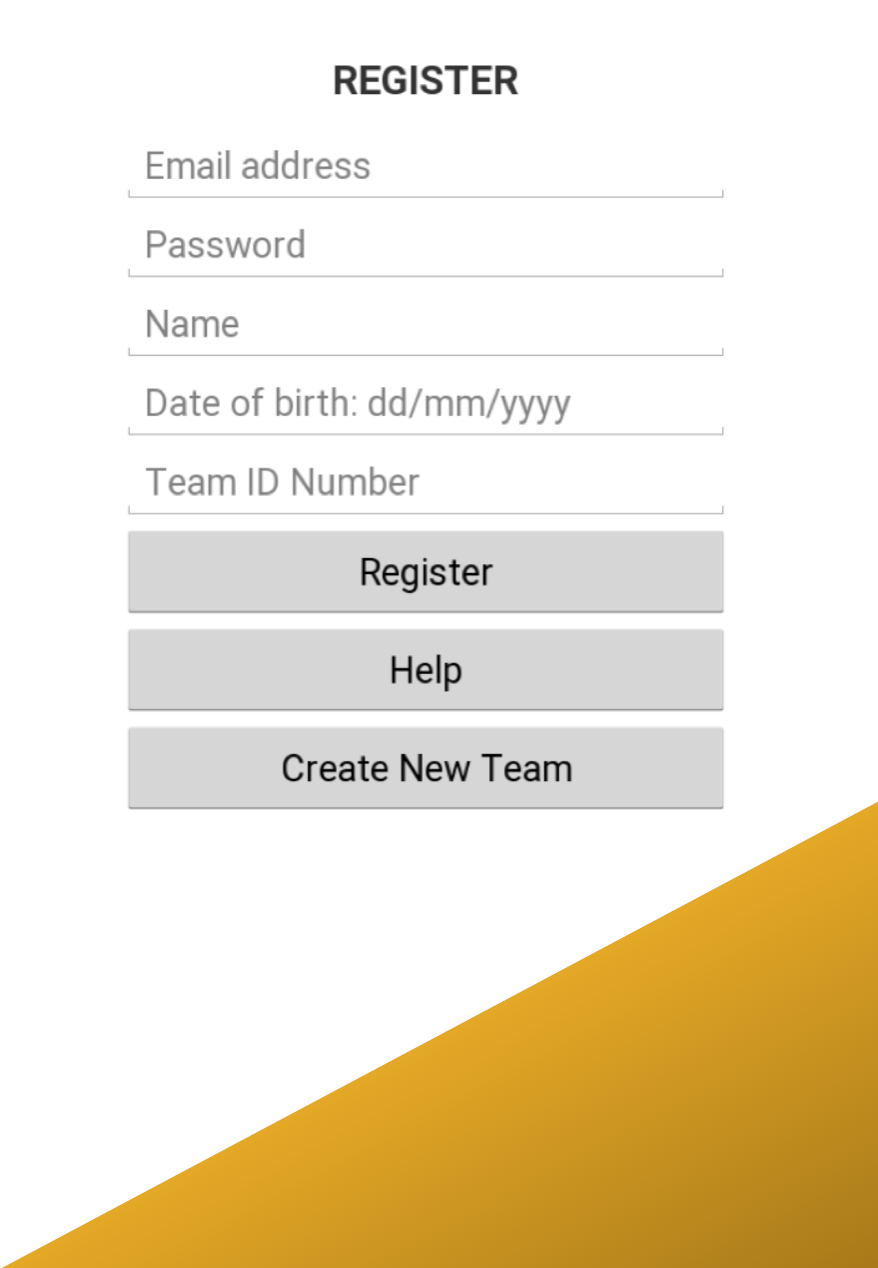 REGISTER
Email address
Password
Name
Date of birth: dd/mm/yyyy
Team ID Number
Register
Help
Create New Team